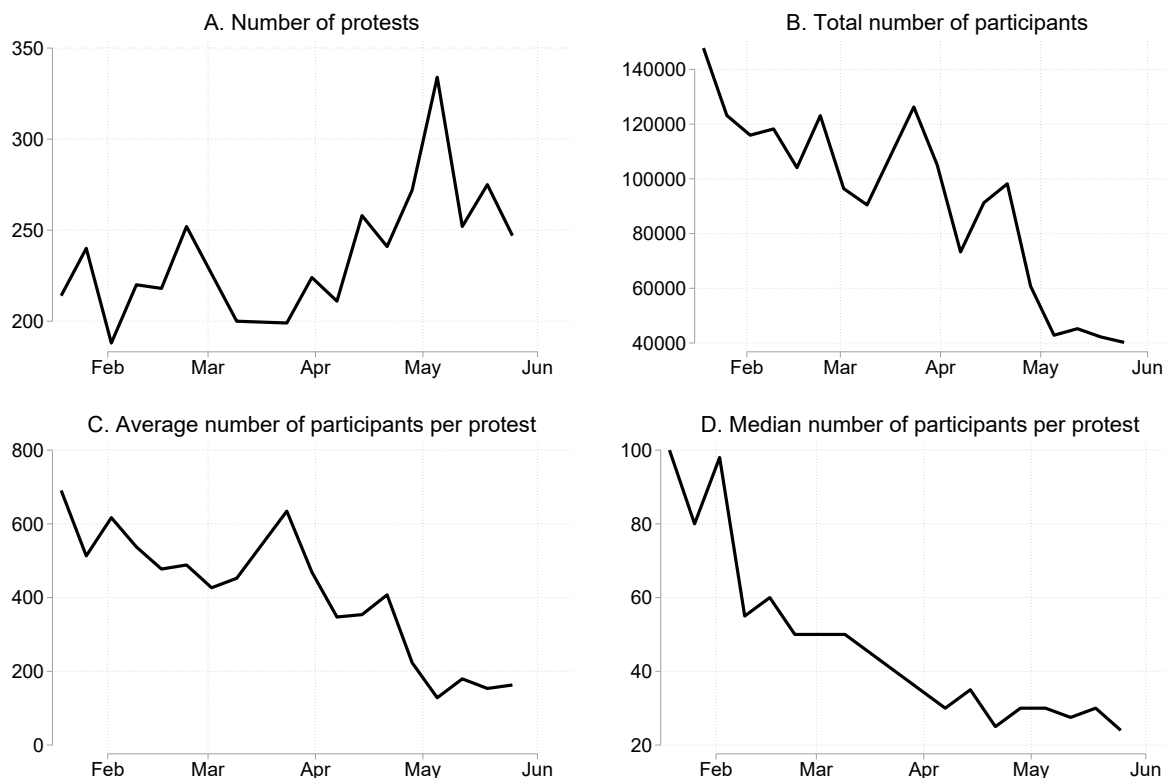 A. Number of protests
350
300
250
200
Feb Mar Apr May Jun
B. Total number of participants
140000
120000
100000
80000
60000
40000
Feb Mar Apr May Jun
C. Average number of participants per protest
800
600
400
200
0
Feb Mar Apr May Jun
D. Median number of participants per protest
100
80
60
40
20
Feb Mar Apr May Jun